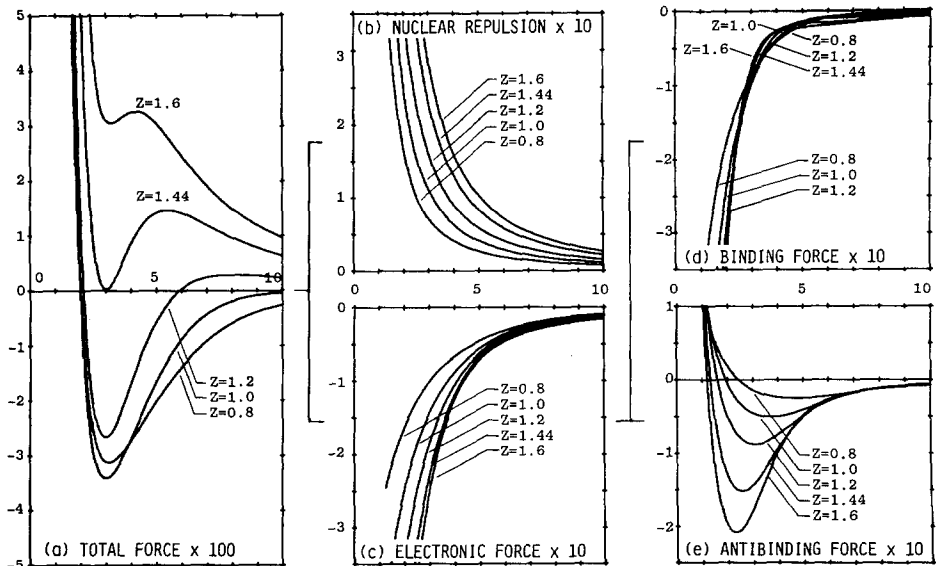 5
4
3
2
1
0
-1
-2
-3
-4
-5
0
5
10
Z=1.6
Z=1.44
Z=1.2
Z=1.0
Z=0.8
(a) TOTAL FORCE x 100
(b) NUCLEAR REPULSION x 10
3
2
1
0
Z=1.6
Z=1.44
Z=1.2
Z=1.0
Z=0.8
0
5
10
0
-1
-2
-3
Z=0.8
Z=1.0
Z=1.2
Z=1.44
Z=1.6
(c) ELECTRONIC FORCE x 10
0
-1
-2
-3
Z=1.0
Z=0.8
Z=1.6
Z=1.2
Z=1.44
Z=0.8
Z=1.0
Z=1.2
(d) BINDING FORCE x 10
0
5
10
1
0
-1
-2
Z=0.8
Z=1.0
Z=1.2
Z=1.44
Z=1.6
(e) ANTIBINDING FORCE x 10